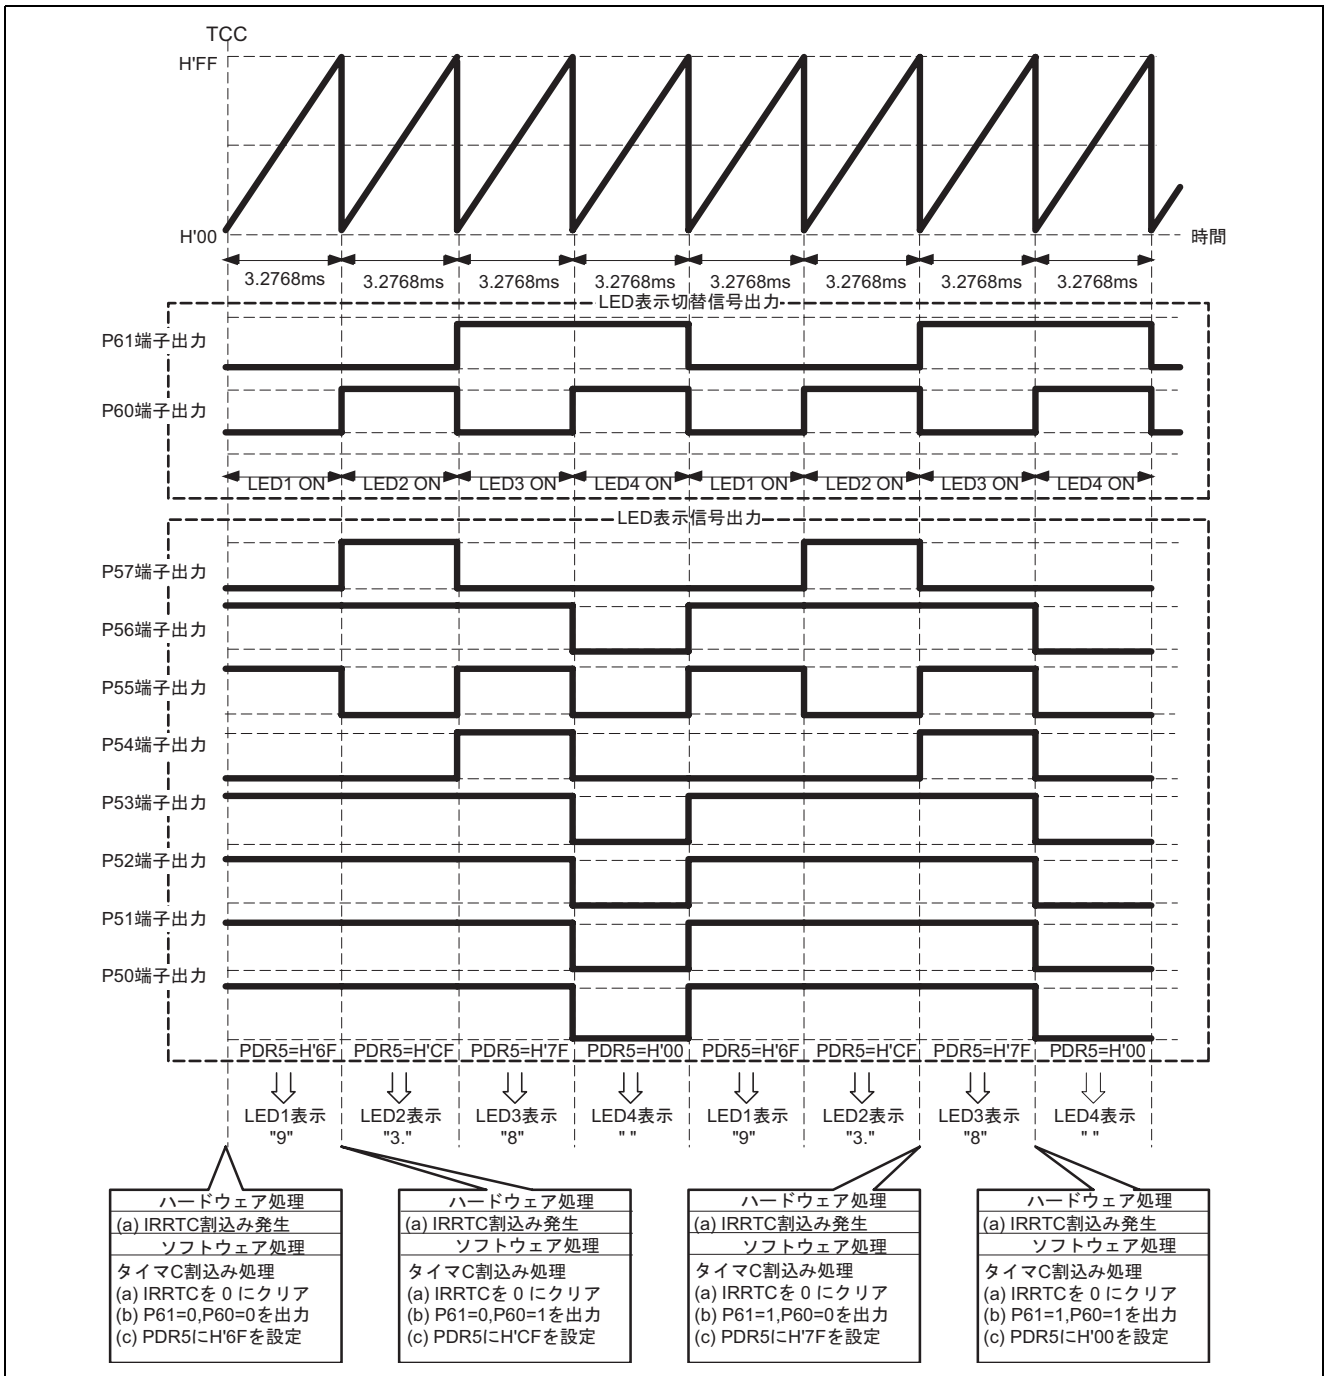 TCC
H'FF
H'00
時間
3.2768ms 3.2768ms 3.2768ms 3.2768ms 3.2768ms 3.2768ms 3.2768ms 3.2768ms
LED表示切替信号出力
P61端子出力
P60端子出力
LED1 ON LED2 ON LED3 ON LED4 ON LED1 ON LED2 ON LED3 ON LED4 ON
LED表示信号出力
P57端子出力
P56端子出力
P55端子出力
P54端子出力
P53端子出力
P52端子出力
P51端子出力
P50端子出力
PDR5=H'6F PDR5=H'CF PDR5=H'7F PDR5=H'00 PDR5=H'6F PDR5=H'CF PDR5=H'7F PDR5=H'00
LED1表示 LED2表示 LED3表示 LED4表示 LED1表示 LED2表示 LED3表示 LED4表示
"9" "3." "8" " " "9" "3." "8" " "
ハードウェア処理
(a) IRRTC割込み発生
ソフトウェア処理
タイマC割込み処理
(a) IRRTCを 0 にクリア
(b) P61=0,P60=0を出力
(c) PDR5にH'6Fを設定
ハードウェア処理
(a) IRRTC割込み発生
ソフトウェア処理
タイマC割込み処理
(a) IRRTCを 0 にクリア
(b) P61=0,P60=1を出力
(c) PDR5にH'CFを設定
ハードウェア処理
(a) IRRTC割込み発生
ソフトウェア処理
タイマC割込み処理
(a) IRRTCを 0 にクリア
(b) P61=1,P60=0を出力
(c) PDR5にH'7Fを設定
ハードウェア処理
(a) IRRTC割込み発生
ソフトウェア処理
タイマC割込み処理
(a) IRRTCを 0 にクリア
(b) P61=1,P60=1を出力
(c) PDR5にH'00を設定